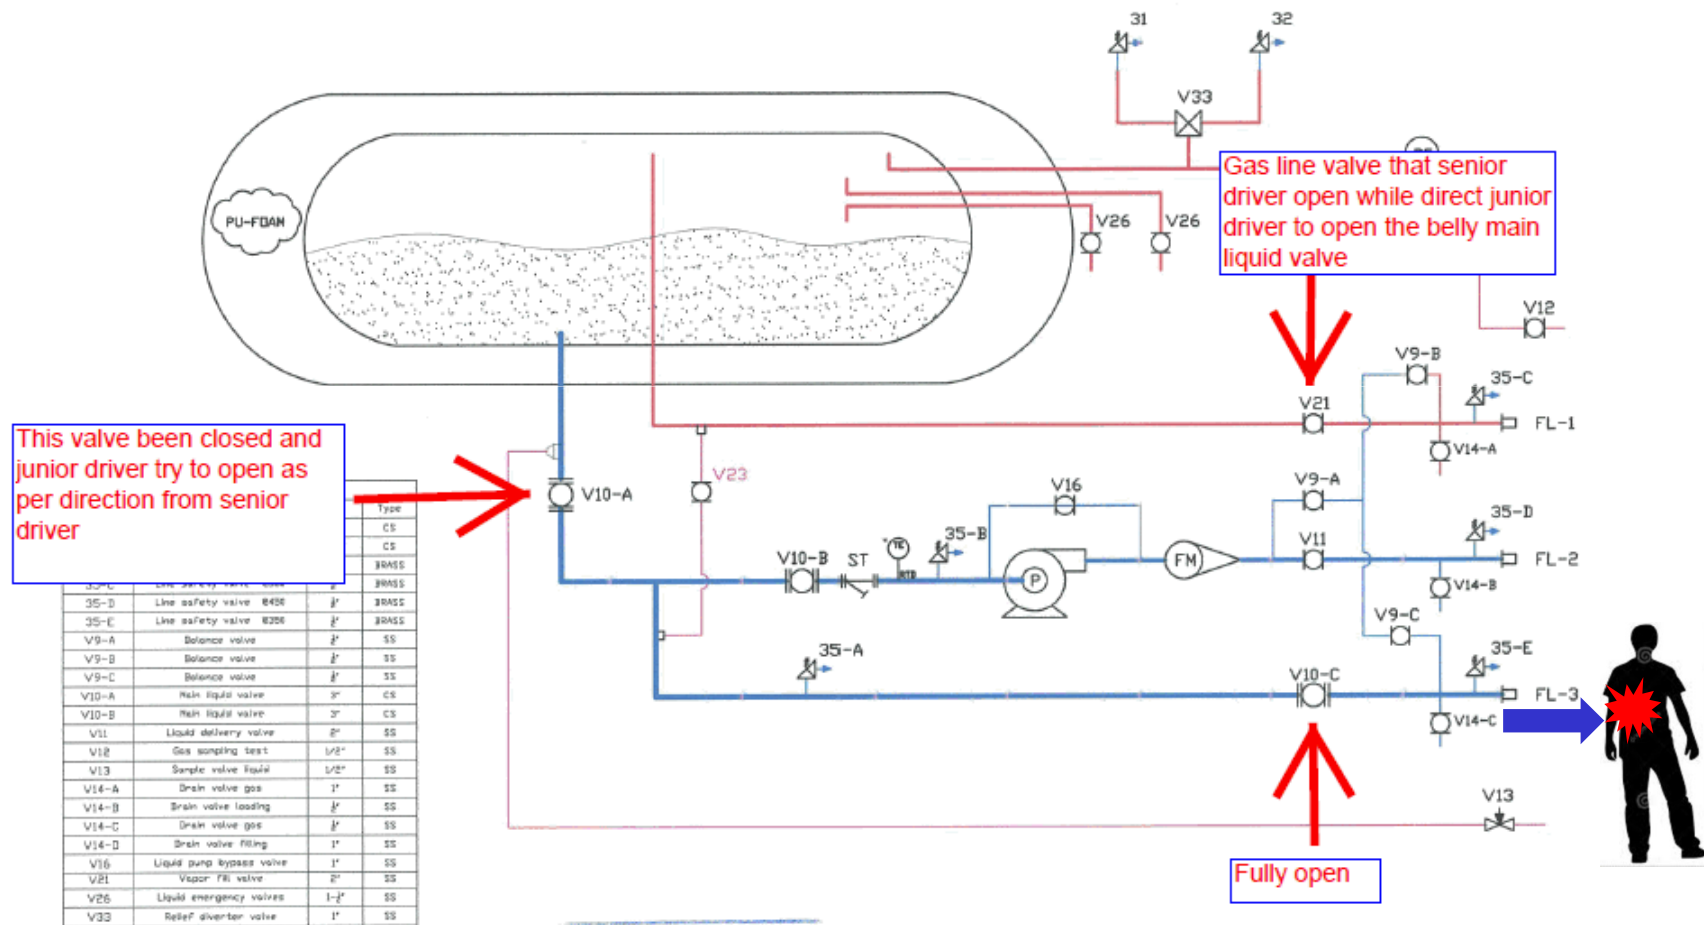 31
32
V33
Gas line valve that senior
driver open while direct junior
driver to open the belly main
liquid valve
PU-FOAM
V26
V26
V12
V9-B
35-C
V21
FL-1
V14-A
This valve been closed and
junior driver try to open as
per direction from senior
driver
V10-A
V23
V16
V9-A
35-B
35-D
V10-B
ST
TE
RTD
P
FM
V11
FL-2
V14-B
V9-C
35-A
35-E
V10-C
FL-3
V14-C
V13
Fully open
Type
CS
CS
BRASS
35-C Line safety valve BRASS
35-D Line safety valve @450 BRASS
35-E Line safety valve @350 BRASS
V9-A Balance valve SS
V9-B Balance valve SS
V9-C Balance valve SS
V10-A Main liquid valve 3" CS
V10-B Main liquid valve 3" CS
V11 Liquid delivery valve 2" SS
V12 Gas sampling test 1/2" SS
V13 Sample valve liquid 1/2" SS
V14-A Drain valve gas 1" SS
V14-B Drain valve loading SS
V14-C Drain valve gas SS
V14-D Drain valve filling 1" SS
V16 Liquid pump bypass valve 1" SS
V21 Vapor fill valve 2" SS
V26 Liquid emergency valves SS
V33 Relief diverter valve 1" SS